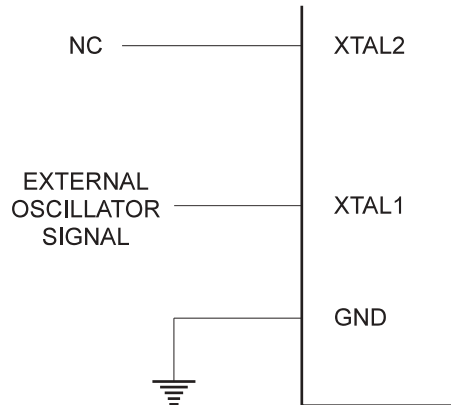 NC
XTAL2
EXTERNAL
OSCILLATOR
SIGNAL
XTAL1
GND